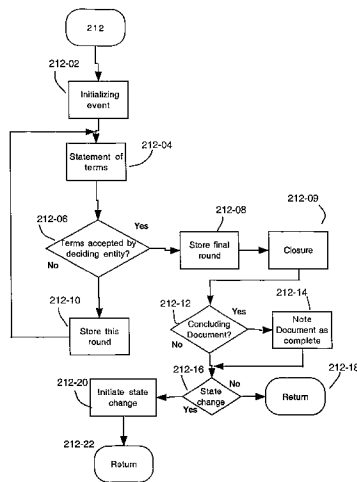 212
212-02
Initializing
event
Statement of
terms
212-04
212-06
Terms accepted by
deciding entity?
Yes
No
212-08
Store final
round
212-09
Closure
212-10
Store this
round
212-12
Concluding
Document?
Yes
No
212-14
Note
Document as
complete
212-16
State
change
No
Yes
212-18
Return
212-20
Initiate state
change
212-22
Return